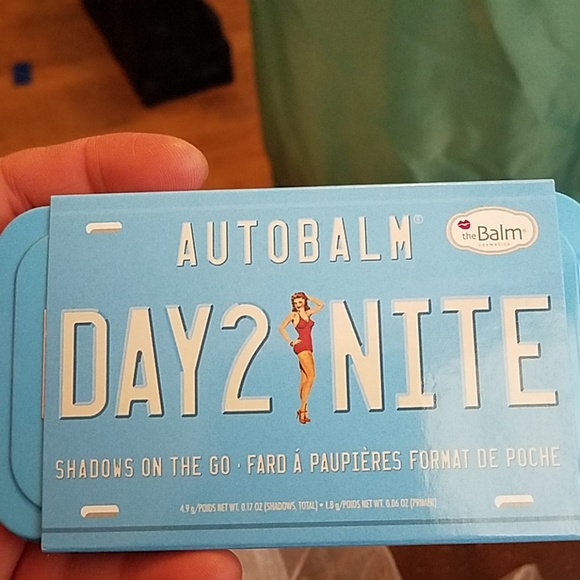 AUTOBALM®
theBalm®
cosmetics
DAY2NITE
SHADOWS ON THE GO · FARD Á PAUPIÈRES FORMAT DE POCHE
4.9 g/POIDS NET WT. 0.17 OZ (SHADOWS, TOTAL) • 1.8 g/POIDS NET WT. 0.06 OZ (PRIMER)